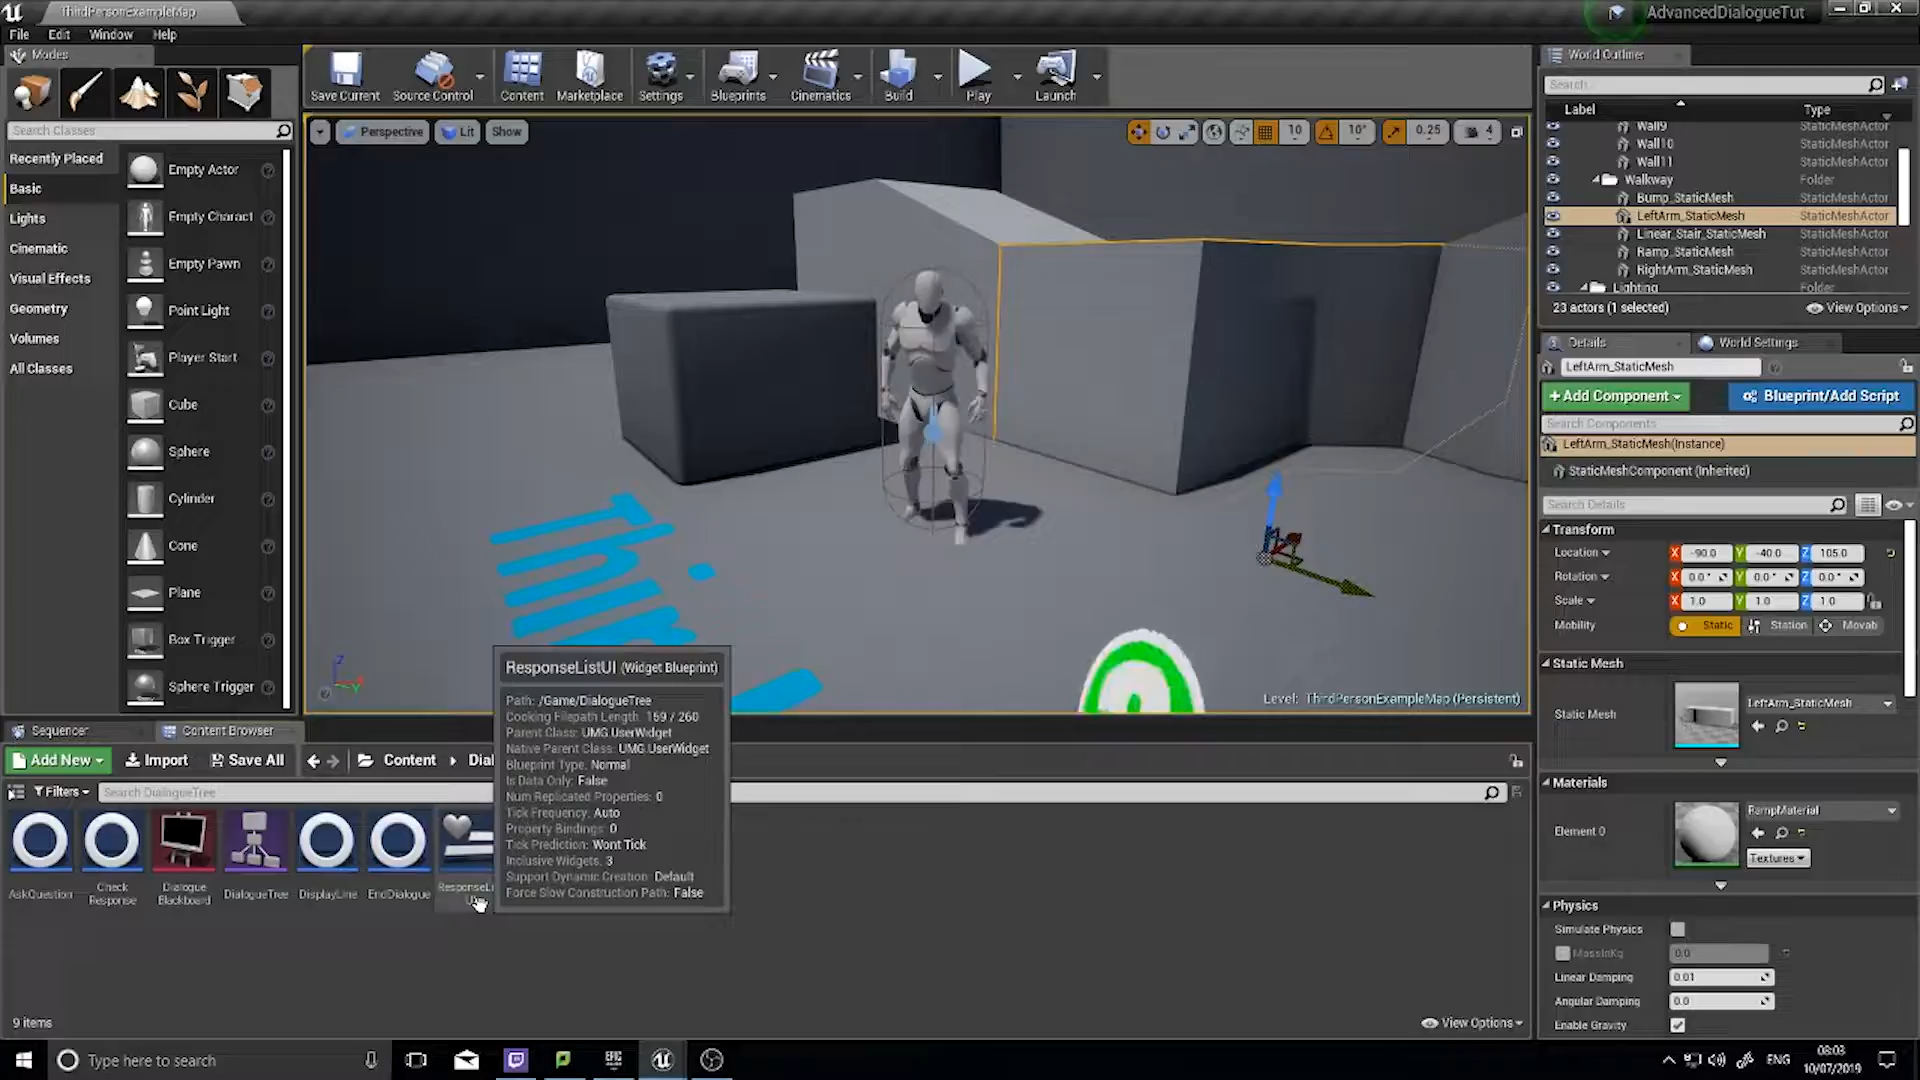 ThirdPersonExampleMap
AdvancedDialogueTut
File Edit Window Help
Modes
Save Current
Source Control
Content
Marketplace
Settings
Blueprints
Cinematics
Build
Play
Launch
World Outliner
Search...
Label
Type
Wall9 StaticMeshActor
Wall10 StaticMeshActor
Wall11 StaticMeshActor
Walkway Folder
Bump_StaticMesh StaticMeshActor
LeftArm_StaticMesh StaticMeshActor
Linear_Stair_StaticMesh StaticMeshActor
Ramp_StaticMesh StaticMeshActor
RightArm_StaticMesh StaticMeshActor
Lighting Folder
23 actors (1 selected)
View Options
Search Classes
Recently Placed
Basic
Lights
Cinematic
Visual Effects
Geometry
Volumes
All Classes
Empty Actor
Empty Charact
Empty Pawn
Point Light
Player Start
Cube
Sphere
Cylinder
Cone
Plane
Box Trigger
Sphere Trigger
Perspective
Lit
Show
10
10°
0.25
4
Thir
Level: ThirdPersonExampleMap (Persistent)
Details
World Settings
LeftArm_StaticMesh
+Add Component
Blueprint/Add Script
Search Components
LeftArm_StaticMesh(Instance)
StaticMeshComponent (Inherited)
Search Details
Transform
Location X -90.0 Y -40.0 Z 105.0
Rotation X 0.0° Y 0.0° Z 0.0°
Scale X 1.0 Y 1.0 Z 1.0
Mobility Static Station Movab
Static Mesh
Static Mesh
LeftArm_StaticMesh
Materials
Element 0
RampMaterial
Textures
Physics
Simulate Physics
MassInKg 0.0
Linear Damping 0.01
Angular Damping 0.0
Enable Gravity
Sequencer
Content Browser
Add New
Import
Save All
Content
Dial
Filters
Search DialogueTree
AskQuestion
Check Response
Dialogue Blackboard
DialogueTree
DisplayLine
EndDialogue
ResponseLi
ResponseListUI (Widget Blueprint)
Path: /Game/DialogueTree
Cooking Filepath Length: 159 / 260
Parent Class: UMG.UserWidget
Native Parent Class: UMG.UserWidget
Blueprint Type: Normal
Is Data Only: False
Num Replicated Properties: 0
Tick Frequency: Auto
Property Bindings: 0
Tick Prediction: Wont Tick
Inclusive Widgets: 3
Support Dynamic Creation: Default
Force Slow Construction Path: False
9 items
View Options
Type here to search
EPIC
ENG
08:03
10/07/2019